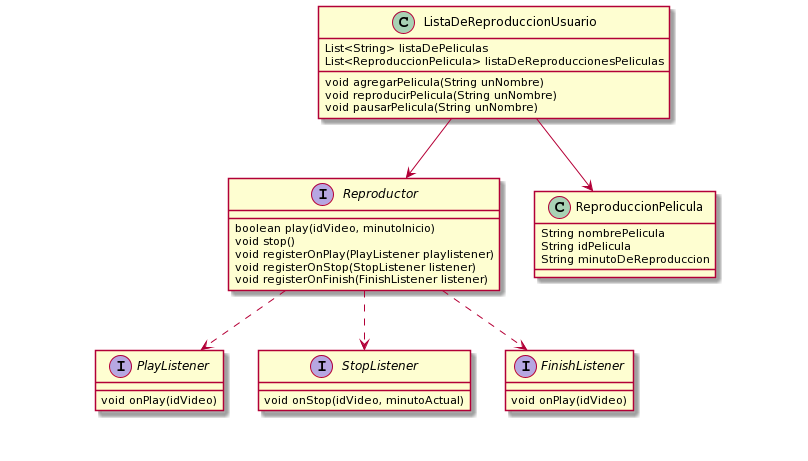 C ListaDeReproduccionUsuario
List<String> listaDePeliculas
List<ReproduccionPelicula> listaDeReproduccionesPeliculas
void agregarPelicula(String unNombre)
void reproducirPelicula(String unNombre)
void pausarPelicula(String unNombre)
I Reproductor
boolean play(idVideo, minutoInicio)
void stop()
void registerOnPlay(PlayListener playlistener)
void registerOnStop(StopListener listener)
void registerOnFinish(FinishListener listener)
C ReproduccionPelicula
String nombrePelicula
String idPelicula
String minutoDeReproduccion
I PlayListener
void onPlay(idVideo)
I StopListener
void onStop(idVideo, minutoActual)
I FinishListener
void onPlay(idVideo)